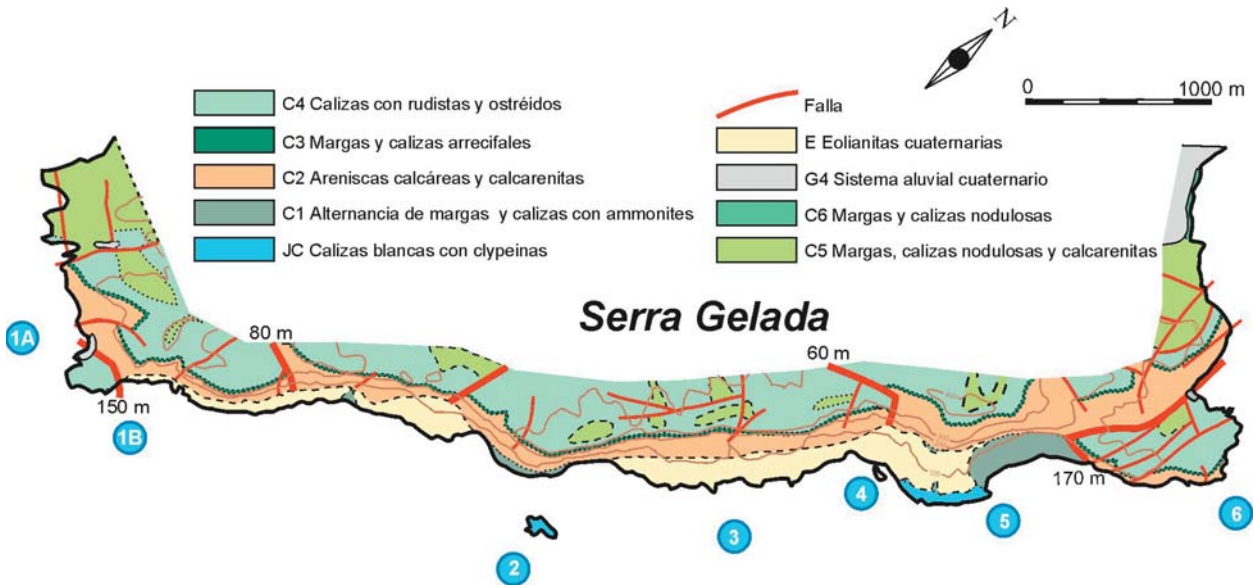 N
0 1000 m
C4 Calizas con rudistas y ostréidos
C3 Margas y calizas arrecifales
C2 Areniscas calcáreas y calcarenitas
C1 Alternancia de margas y calizas con ammonites
JC Calizas blancas con clypeinas
Falla
E Eolianitas cuaternarias
G4 Sistema aluvial cuaternario
C6 Margas y calizas nodulosas
C5 Margas, calizas nodulosas y calcarenitas
Serra Gelada
1A
80 m
60 m
150 m
1B
170 m
4
5
6
3
2